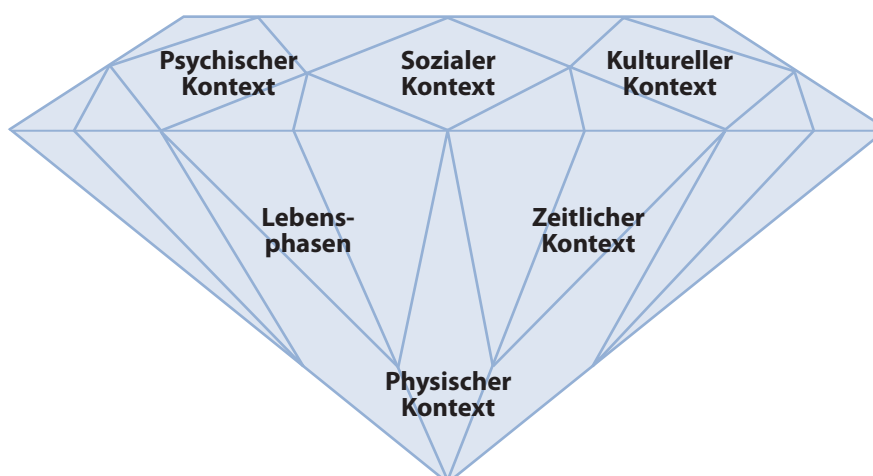 Psychischer
Kontext
Sozialer
Kontext
Kultureller
Kontext
Lebens-
phasen
Zeitlicher
Kontext
Physischer
Kontext